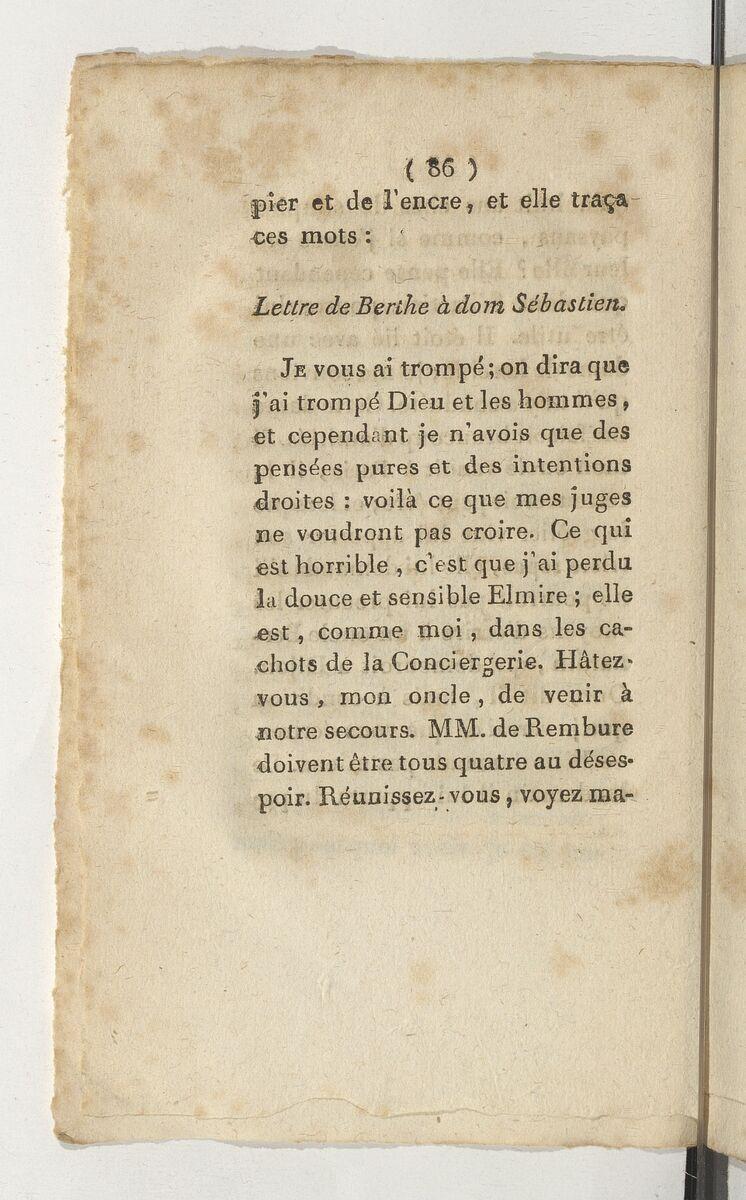 ( 86 )
pier et de l'encre, et elle traça
ces mots :
Lettre de Berthe à dom Sébastien.
JE vous ai trompé ; on dira que
j'ai trompé Dieu et les hommes,
et cependant je n'avois que des
pensées pures et des intentions
droites : voilà ce que mes juges
ne voudront pas croire. Ce qui
est horrible, c'est que j'ai perdu
la douce et sensible Elmire ; elle
est, comme moi, dans les ca-
chots de la Conciergerie. Hâtez-
vous, mon oncle, de venir à
notre secours. MM. de Rembure
doivent être tous quatre au déses-
poir. Réunissez-vous, voyez ma-